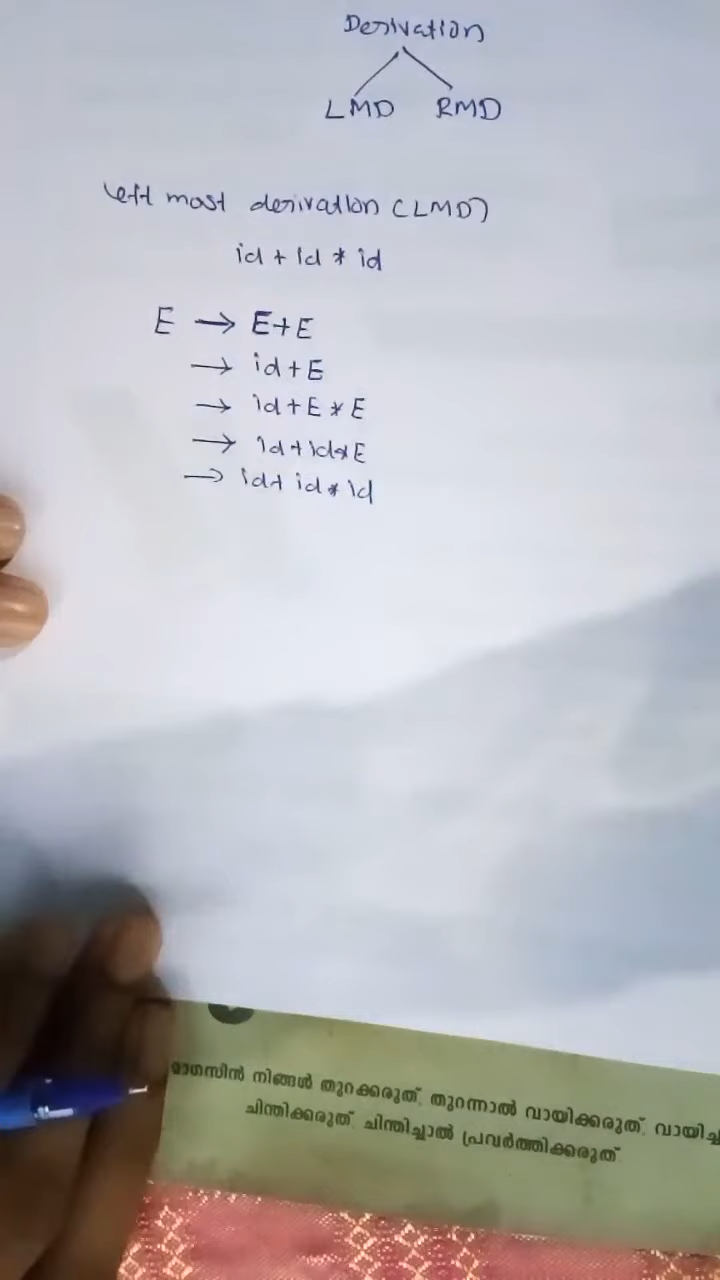 Derivation
LMD RMD
Left most derivation (LMD)
id + id * id
E → E+E
→ id+E
→ id+E*E
→ id+id*E
→ id+ id*id
മാഗസിൻ നിങ്ങൾ തുറക്കരുത്, തുറന്നാൽ വായിക്കരുത്, വായിച്ച
ചിന്തിക്കരുത്, ചിന്തിച്ചാൽ പ്രവർത്തിക്കരുത്